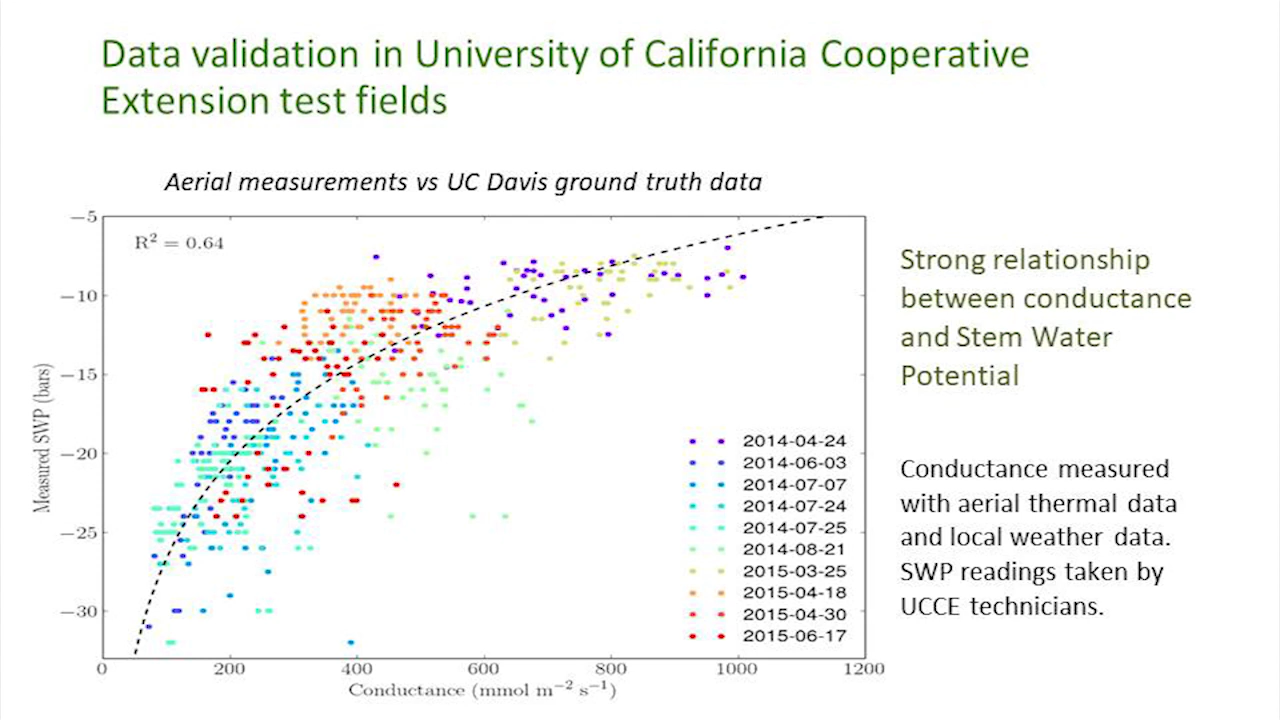 Data validation in University of California Cooperative
Extension test fields
Aerial measurements vs UC Davis ground truth data
R² = 0.64
−5
−10
−15
−20
−25
−30
Measured SWP (bars)
0 200 400 600 800 1000 1200
Conductance (mmol m⁻² s⁻¹)
2014-04-24
2014-06-03
2014-07-07
2014-07-24
2014-07-25
2014-08-21
2015-03-25
2015-04-18
2015-04-30
2015-06-17
Strong relationship
between conductance
and Stem Water
Potential
Conductance measured
with aerial thermal data
and local weather data.
SWP readings taken by
UCCE technicians.